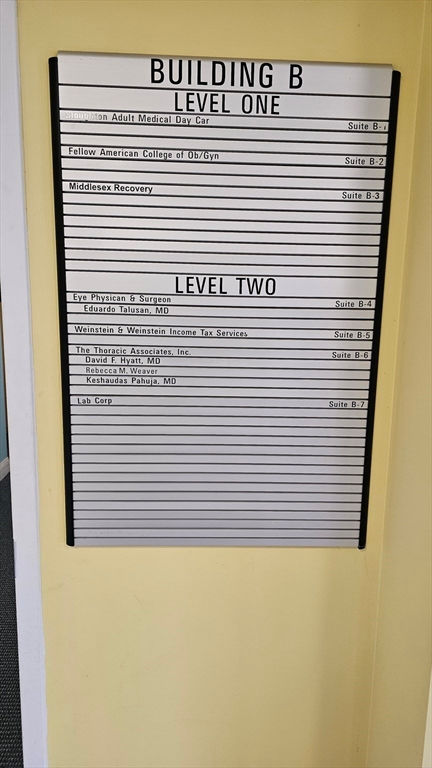 BUILDING B
LEVEL ONE
Stoughton Adult Medical Day Car
Suite B-1
Fellow American College of Ob/Gyn
Suite B-2
Middlesex Recovery
Suite B-3
LEVEL TWO
Eye Physican & Surgeon
Suite B-4
Eduardo Talusan, MD
Weinstein & Weinstein Income Tax Services
Suite B-5
The Thoracic Associates, Inc.
Suite B-6
David F. Hyatt, MD
Rebecca M. Weaver
Keshaudas Pahuja, MD
Lab Corp
Suite B-7